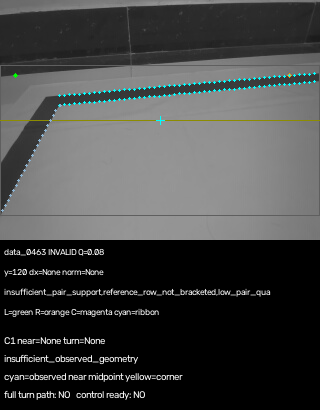 data_0463 INVALID Q=0.08
y=120 dx=None norm=None
insufficient_pair_support,reference_row_not_bracketed,low_pair_qua
L=green R=orange C=magenta cyan=ribbon
C1 near=None turn=None
insufficient_observed_geometry
cyan=observed near midpoint yellow=corner
full turn path: NO control ready: NO